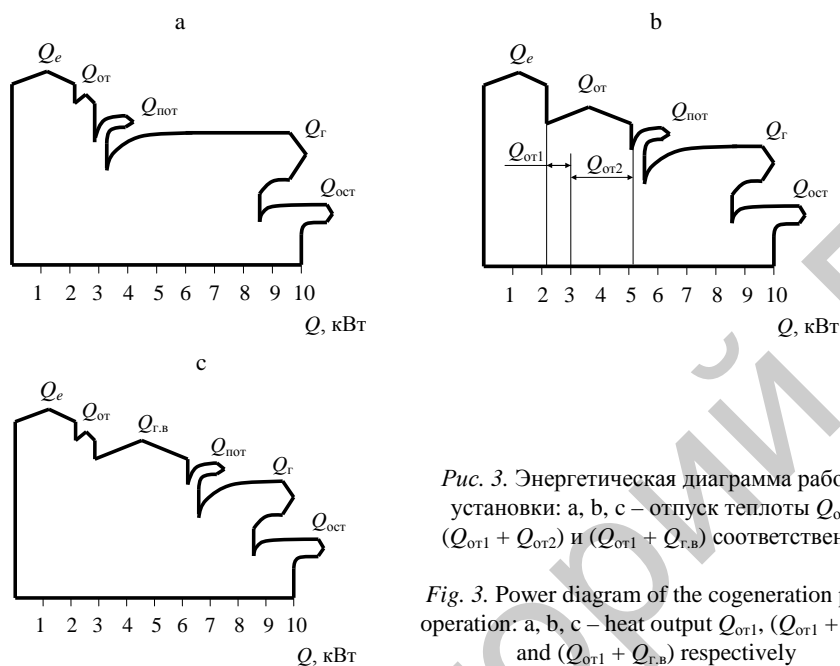 a
Qe
Qот
Qпот
Qг
Qост
1 2 3 4 5 6 7 8 9 10
Q, кВт
b
Qe
Qот
Qпот
Qг
Qот1
Qот2
Qост
1 2 3 4 5 6 7 8 9 10
Q, кВт
c
Qe
Qот
Qг.в
Qпот
Qг
Qост
1 2 3 4 5 6 7 8 9 10
Q, кВт
Рис. 3. Энергетическая диаграмма
установки: a, b, c – отпуск теплоты
(Qот1 + Qот2) и (Qот1 + Qг.в)
Fig. 3. Power diagram of the cogeneration
operation: a, b, c – heat output Qот1, (Qот1 +
and (Qот1 + Qг.в) respectively